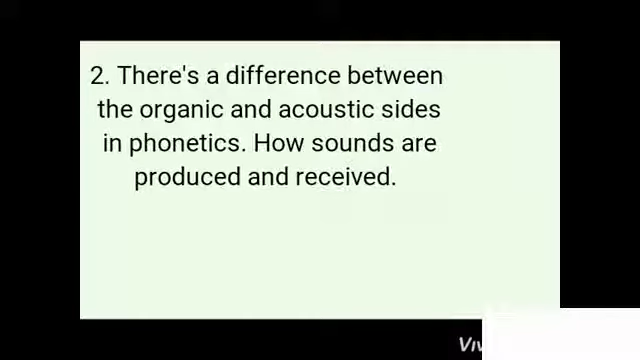 2. There's a difference between
the organic and acoustic sides
in phonetics. How sounds are
produced and received.